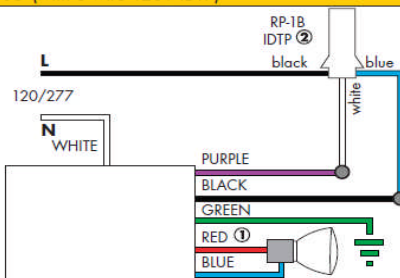 RP-1B
IDTP ②
L
black
blue
120/277
white
N
WHITE
PURPLE
BLACK
GREEN
RED ①
BLUE